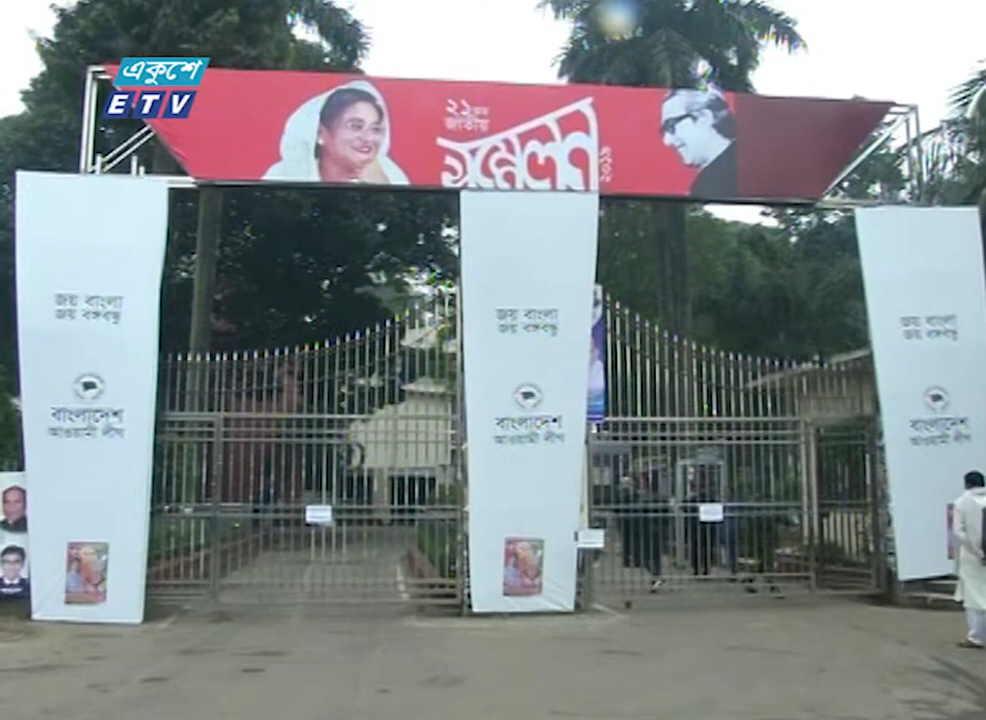 একুশে
ETV
২১তম
জাতীয়
সম্মেলন
২০১৯
জয় বাংলা
জয় বঙ্গবন্ধু
বাংলাদেশ
আওয়ামী লীগ
জয় বাংলা
জয় বঙ্গবন্ধু
বাংলাদেশ
আওয়ামী লীগ
জয় বাংলা
জয় বঙ্গবন্ধু
বাংলাদেশ
আওয়ামী লীগ